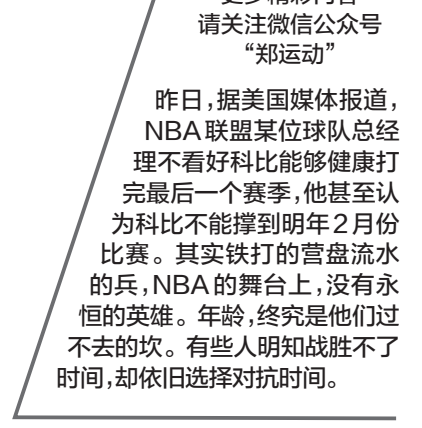 更多精彩内容
请关注微信公众号
“郑运动”
昨日，据美国媒体报道，
NBA联盟某位球队总经
理不看好科比能够健康打
完最后一个赛季，他甚至认
为科比不能撑到明年2月份
比赛。其实铁打的营盘流水
的兵，NBA的舞台上，没有永
恒的英雄。年龄，终究是他们过
不去的坎。有些人明知战胜不了
时间，却依旧选择对抗时间。